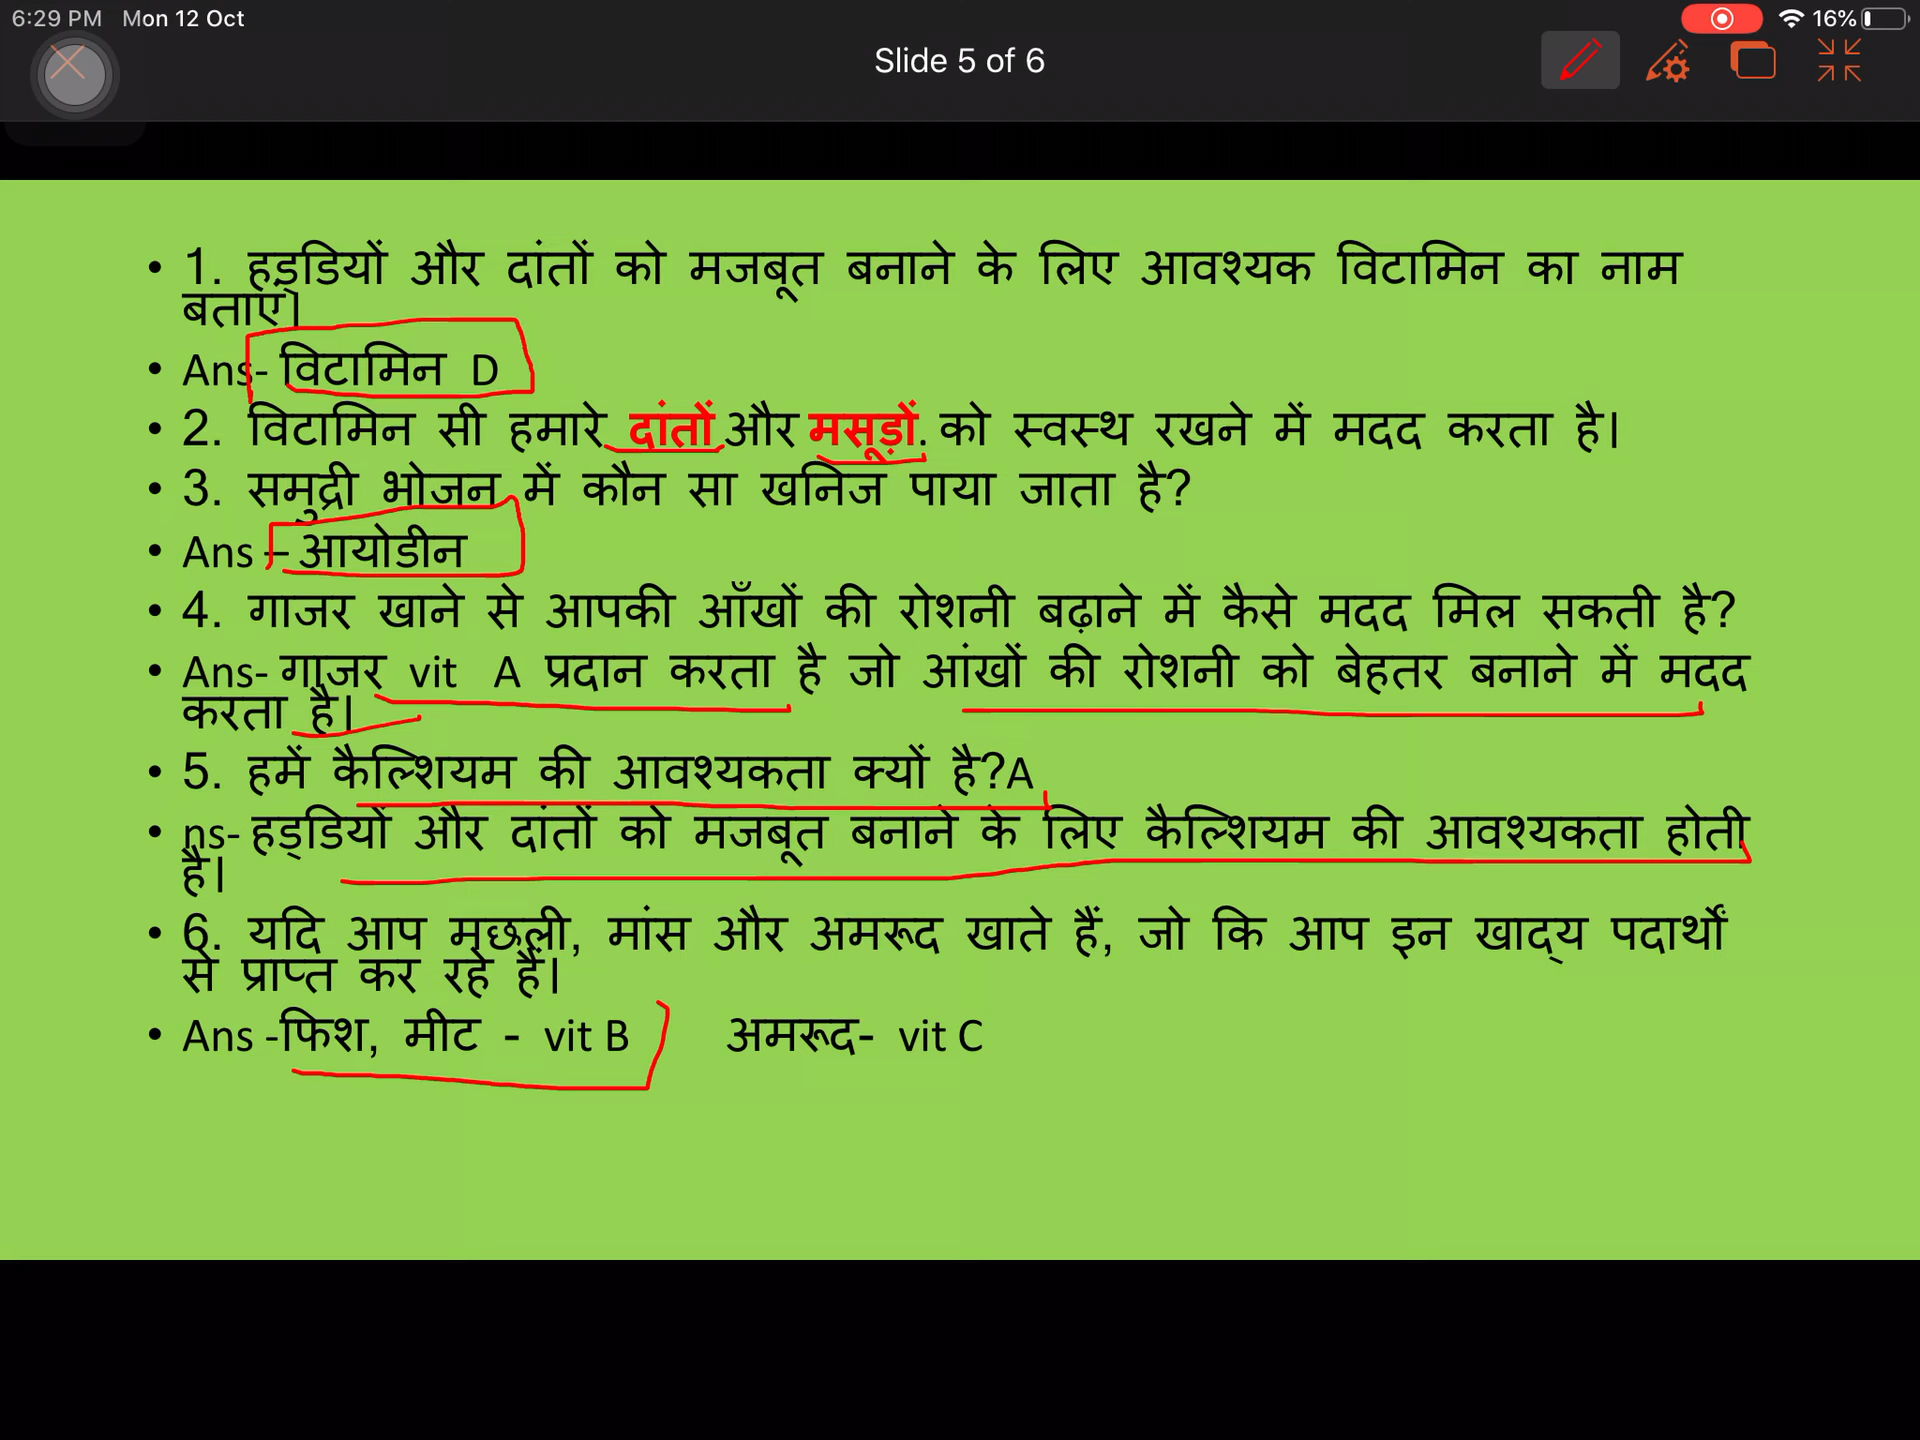 6:29 PM Mon 12 Oct
16%
Slide 5 of 6
• 1. हड्डियों और दांतों को मजबूत बनाने के लिए आवश्यक विटामिन का नाम
बताएं।
• Ans- विटामिन D
• 2. विटामिन सी हमारे दांतों और मसूड़ों. को स्वस्थ रखने में मदद करता है।
• 3. समुद्री भोजन में कौन सा खनिज पाया जाता है?
• Ans – आयोडीन
• 4. गाजर खाने से आपकी आँखों की रोशनी बढ़ाने में कैसे मदद मिल सकती है?
• Ans- गाजर vit A प्रदान करता है जो आंखों की रोशनी को बेहतर बनाने में मदद
करता है।
• 5. हमें कैल्शियम की आवश्यकता क्यों है?A
• ns- हड्डियों और दांतों को मजबूत बनाने के लिए कैल्शियम की आवश्यकता होती
है।
• 6. यदि आप मछली, मांस और अमरूद खाते हैं, जो कि आप इन खाद्य पदार्थों
से प्राप्त कर रहे हैं।
• Ans -फिश, मीट - vit B अमरूद- vit C